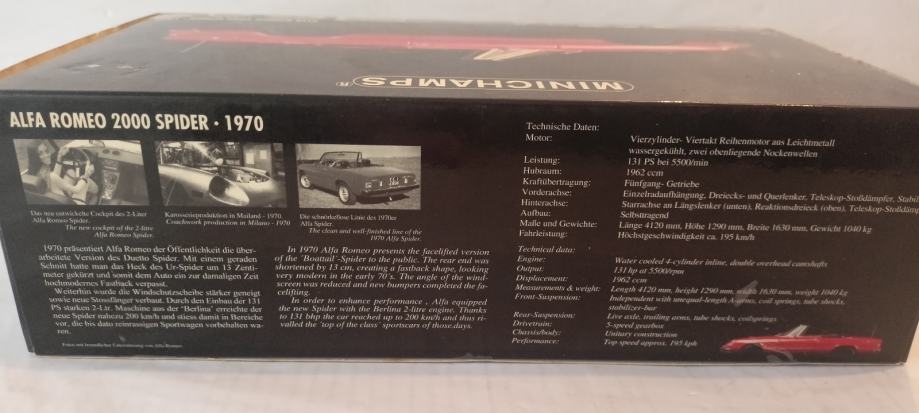 MINICHAMPS®
ALFA ROMEO 2000 SPIDER · 1970
Das neu entwickelte Cockpit des 2-Liter
Alfa Romeo Spider.
The new cockpit of the 2-litre
Alfa Romeo Spider.
Karosserieproduktion in Mailand - 1970.
Coachwork production in Milano - 1970
Die schnörkellose Linie des 1970er
Alfa Spider.
The clean and well-finished line of the
1970 Alfa Spider.
1970 präsentiert Alfa Romeo der Öffentlichkeit die über-
arbeitete Version des Duetto Spider. Mit einem geraden
Schnitt hatte man das Heck des Ur-Spider um 13 Zenti-
meter gekürzt und somit dem Auto ein zur damaligen Zeit
hochmodernes Fastback verpasst.
Weiterhin wurde die Windschutzscheibe stärker geneigt
sowie neue Stossfänger verbaut. Durch den Einbau der 131
PS starken 2-Ltr. Maschine aus der 'Berlina' erreichte der
neue Spider nahezu 200 km/h und stiess damit in Bereiche
vor, die bis dato reinrassigen Sportwagen vorbehalten wa-
ren.
Fotos mit freundlicher Unterstützung von Alfa Romeo
In 1970 Alfa Romeo presents the facelifted version
of the 'Boattail'-Spider to the public. The rear end was
shortened by 13 cm, creating a fastback shape, looking
very modern in the early 70's. The angle of the wind-
screen was reduced and new bumpers completed the fa-
celifting.
In order to enhance performance , Alfa equipped
the new Spider with the Berlina 2-litre engine. Thanks
to 131 bhp the car reached up to 200 km/h and thus ri-
valled the 'top of the class' sportscars of those days.
Technische Daten:
Motor: Vierzylinder- Viertakt Reihenmotor aus Leichtmetall
wassergekühlt, zwei obenliegende Nockenwellen
Leistung: 131 PS bei 5500/min
Hubraum: 1962 ccm
Kraftübertragung: Fünfgang- Getriebe
Vorderachse: Einzelradaufhängung, Dreiecks- und Querlenker, Teleskop-Stoßdämpfer, Stabil
Hinterachse: Starrachse an Längslenker (unten), Reaktionsdreieck (oben), Teleskop-Stoßdäm
Aufbau: Selbsttragend
Maße und Gewichte: Länge 4120 mm, Höhe 1290 mm, Breite 1630 mm, Gewicht 1040 kg
Fahrleistung: Höchstgeschwindigkeit ca. 195 km/h
Technical data:
Engine: Water cooled 4-cylinder inline, double overhead camshafts
Output: 131 hp at 5500/rpm
Displacement: 1962 ccm
Measurements & weight: Length 4120 mm, height 1290 mm, width 1630 mm, weight 1040 kg
Front-Suspension: Independent with unequal-length A-arms, coil springs, tube shocks,
stabilizer-bar
Rear-Suspension: Live axle, trailing arms, tube shocks, coilsprings
Drivetrain: 5-speed gearbox
Chassis/body: Unitary construction
Performance: Top speed approx. 195 kph